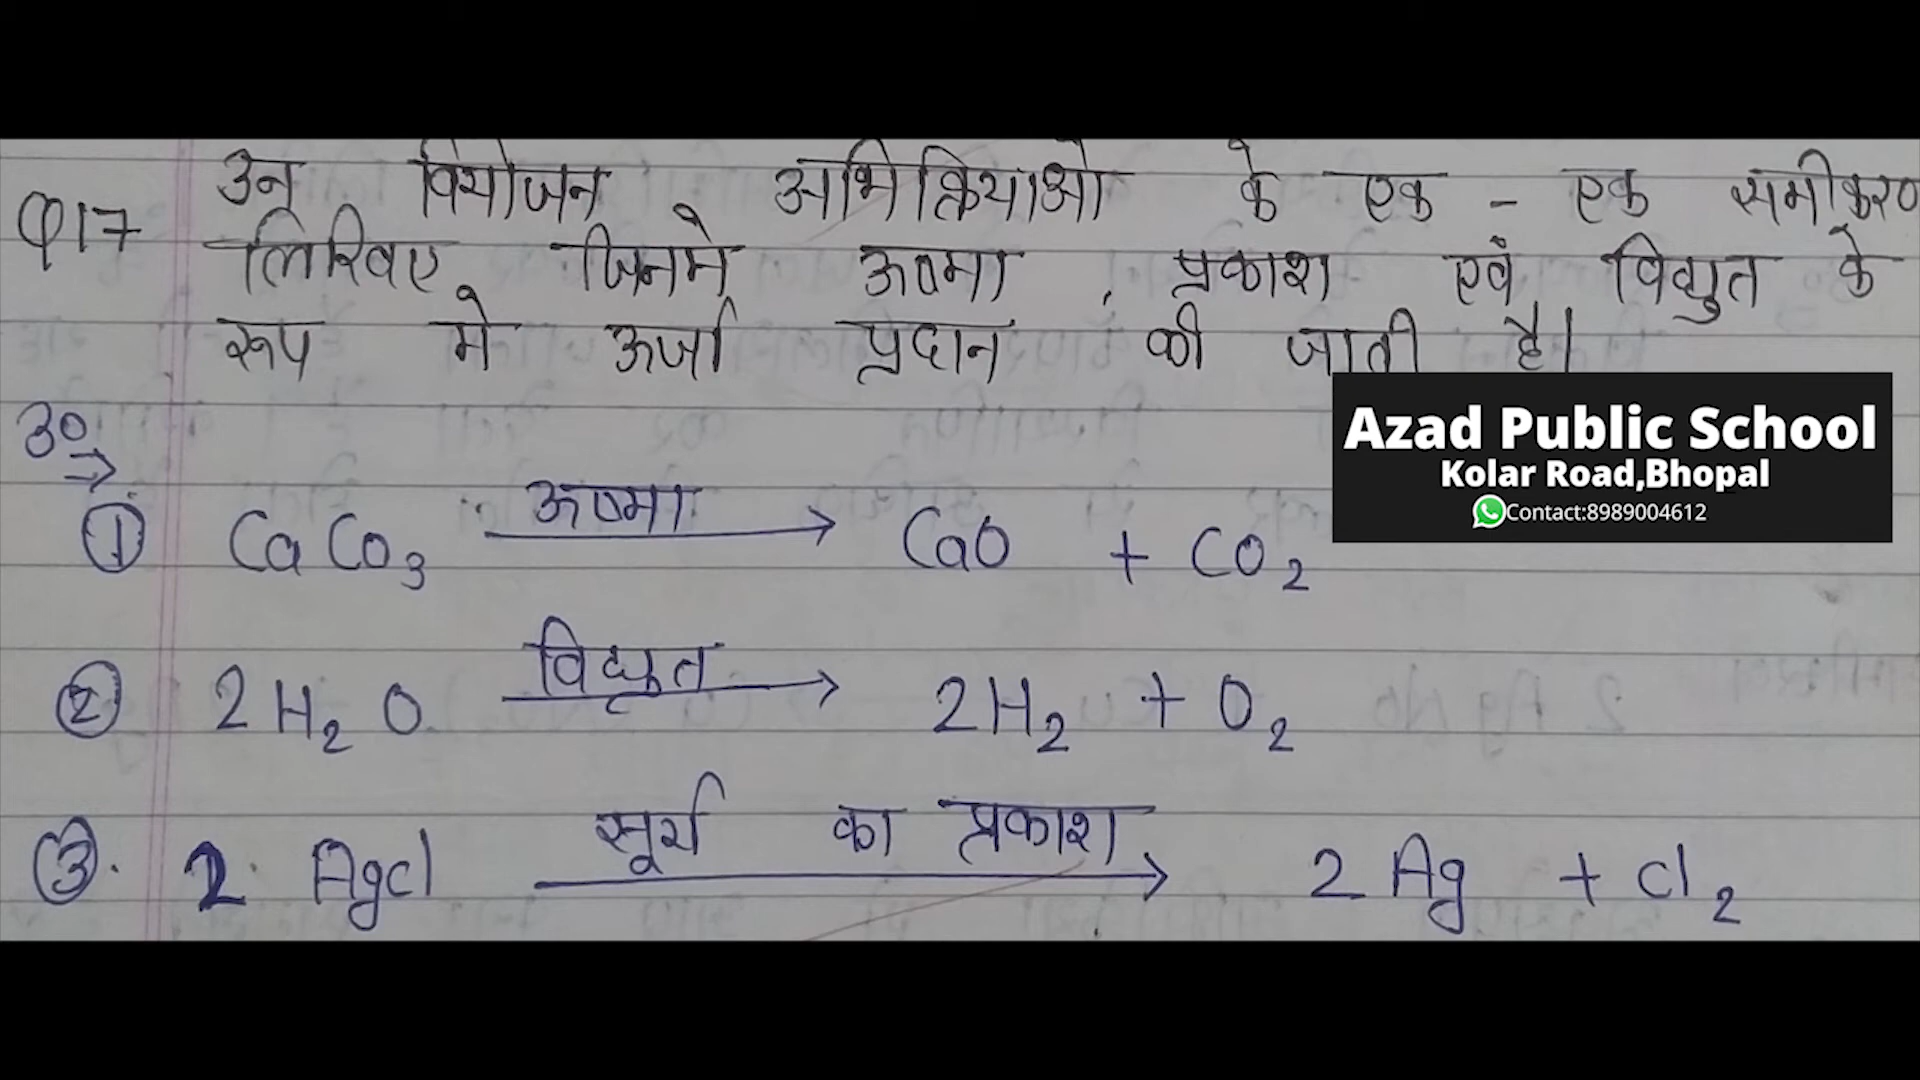 Q17 उन वियोजन अभिक्रियाओ के एक - एक समीकरण
लिखिए जिनमे ऊष्मा, प्रकाश एवं विद्युत के
रूप मे ऊर्जा प्रदान की जाती है।
Azad Public School
Kolar Road,Bhopal
Contact:8989004612
उ० →
① CaCo₃ ऊष्मा → CaO + CO₂
② 2H₂O विद्युत → 2H₂ + O₂
③. 2. Agcl सूर्य का प्रकाश → 2Ag + cl₂